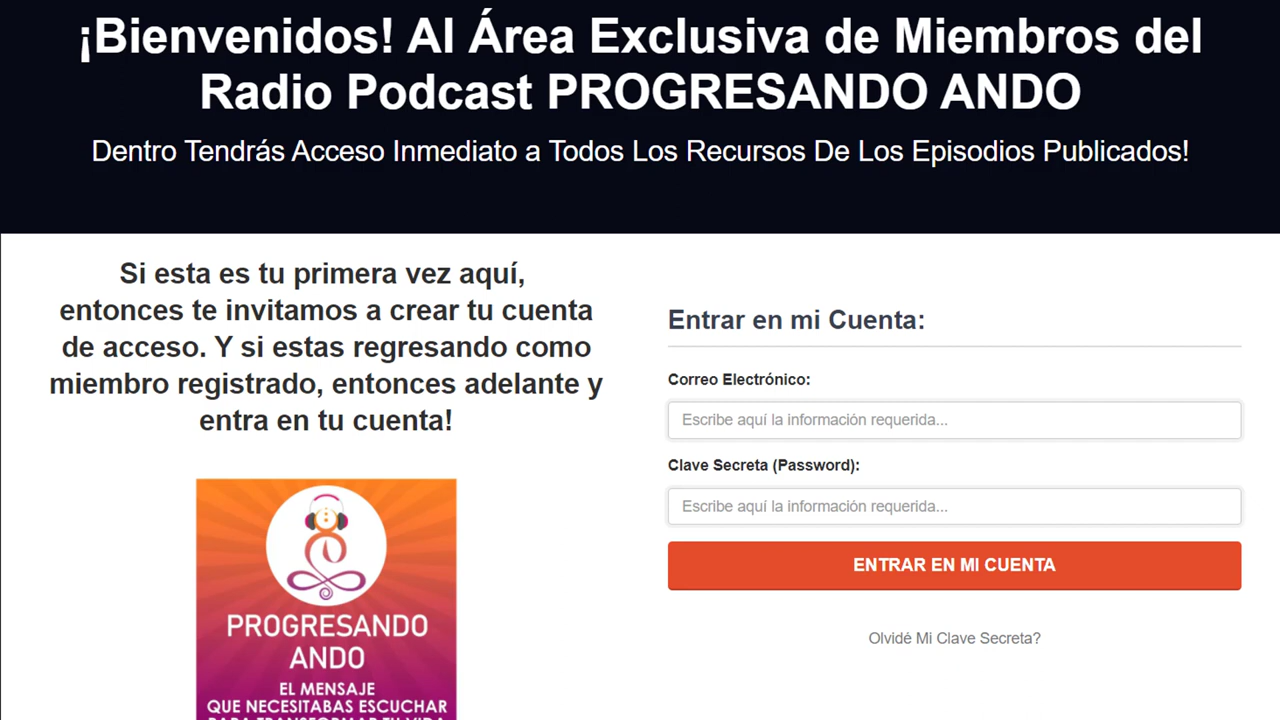 ¡Bienvenidos! Al Área Exclusiva de Miembros del
Radio Podcast PROGRESANDO ANDO
Dentro Tendrás Acceso Inmediato a Todos Los Recursos De Los Episodios Publicados!
Si esta es tu primera vez aquí,
entonces te invitamos a crear tu cuenta
de acceso. Y si estas regresando como
miembro registrado, entonces adelante y
entra en tu cuenta!
PROGRESANDO
ANDO
EL MENSAJE
QUE NECESITABAS ESCUCHAR
PARA TRANSFORMAR TU VIDA
Entrar en mi Cuenta:
Correo Electrónico:
Escribe aquí la información requerida...
Clave Secreta (Password):
Escribe aquí la información requerida...
ENTRAR EN MI CUENTA
Olvidé Mi Clave Secreta?